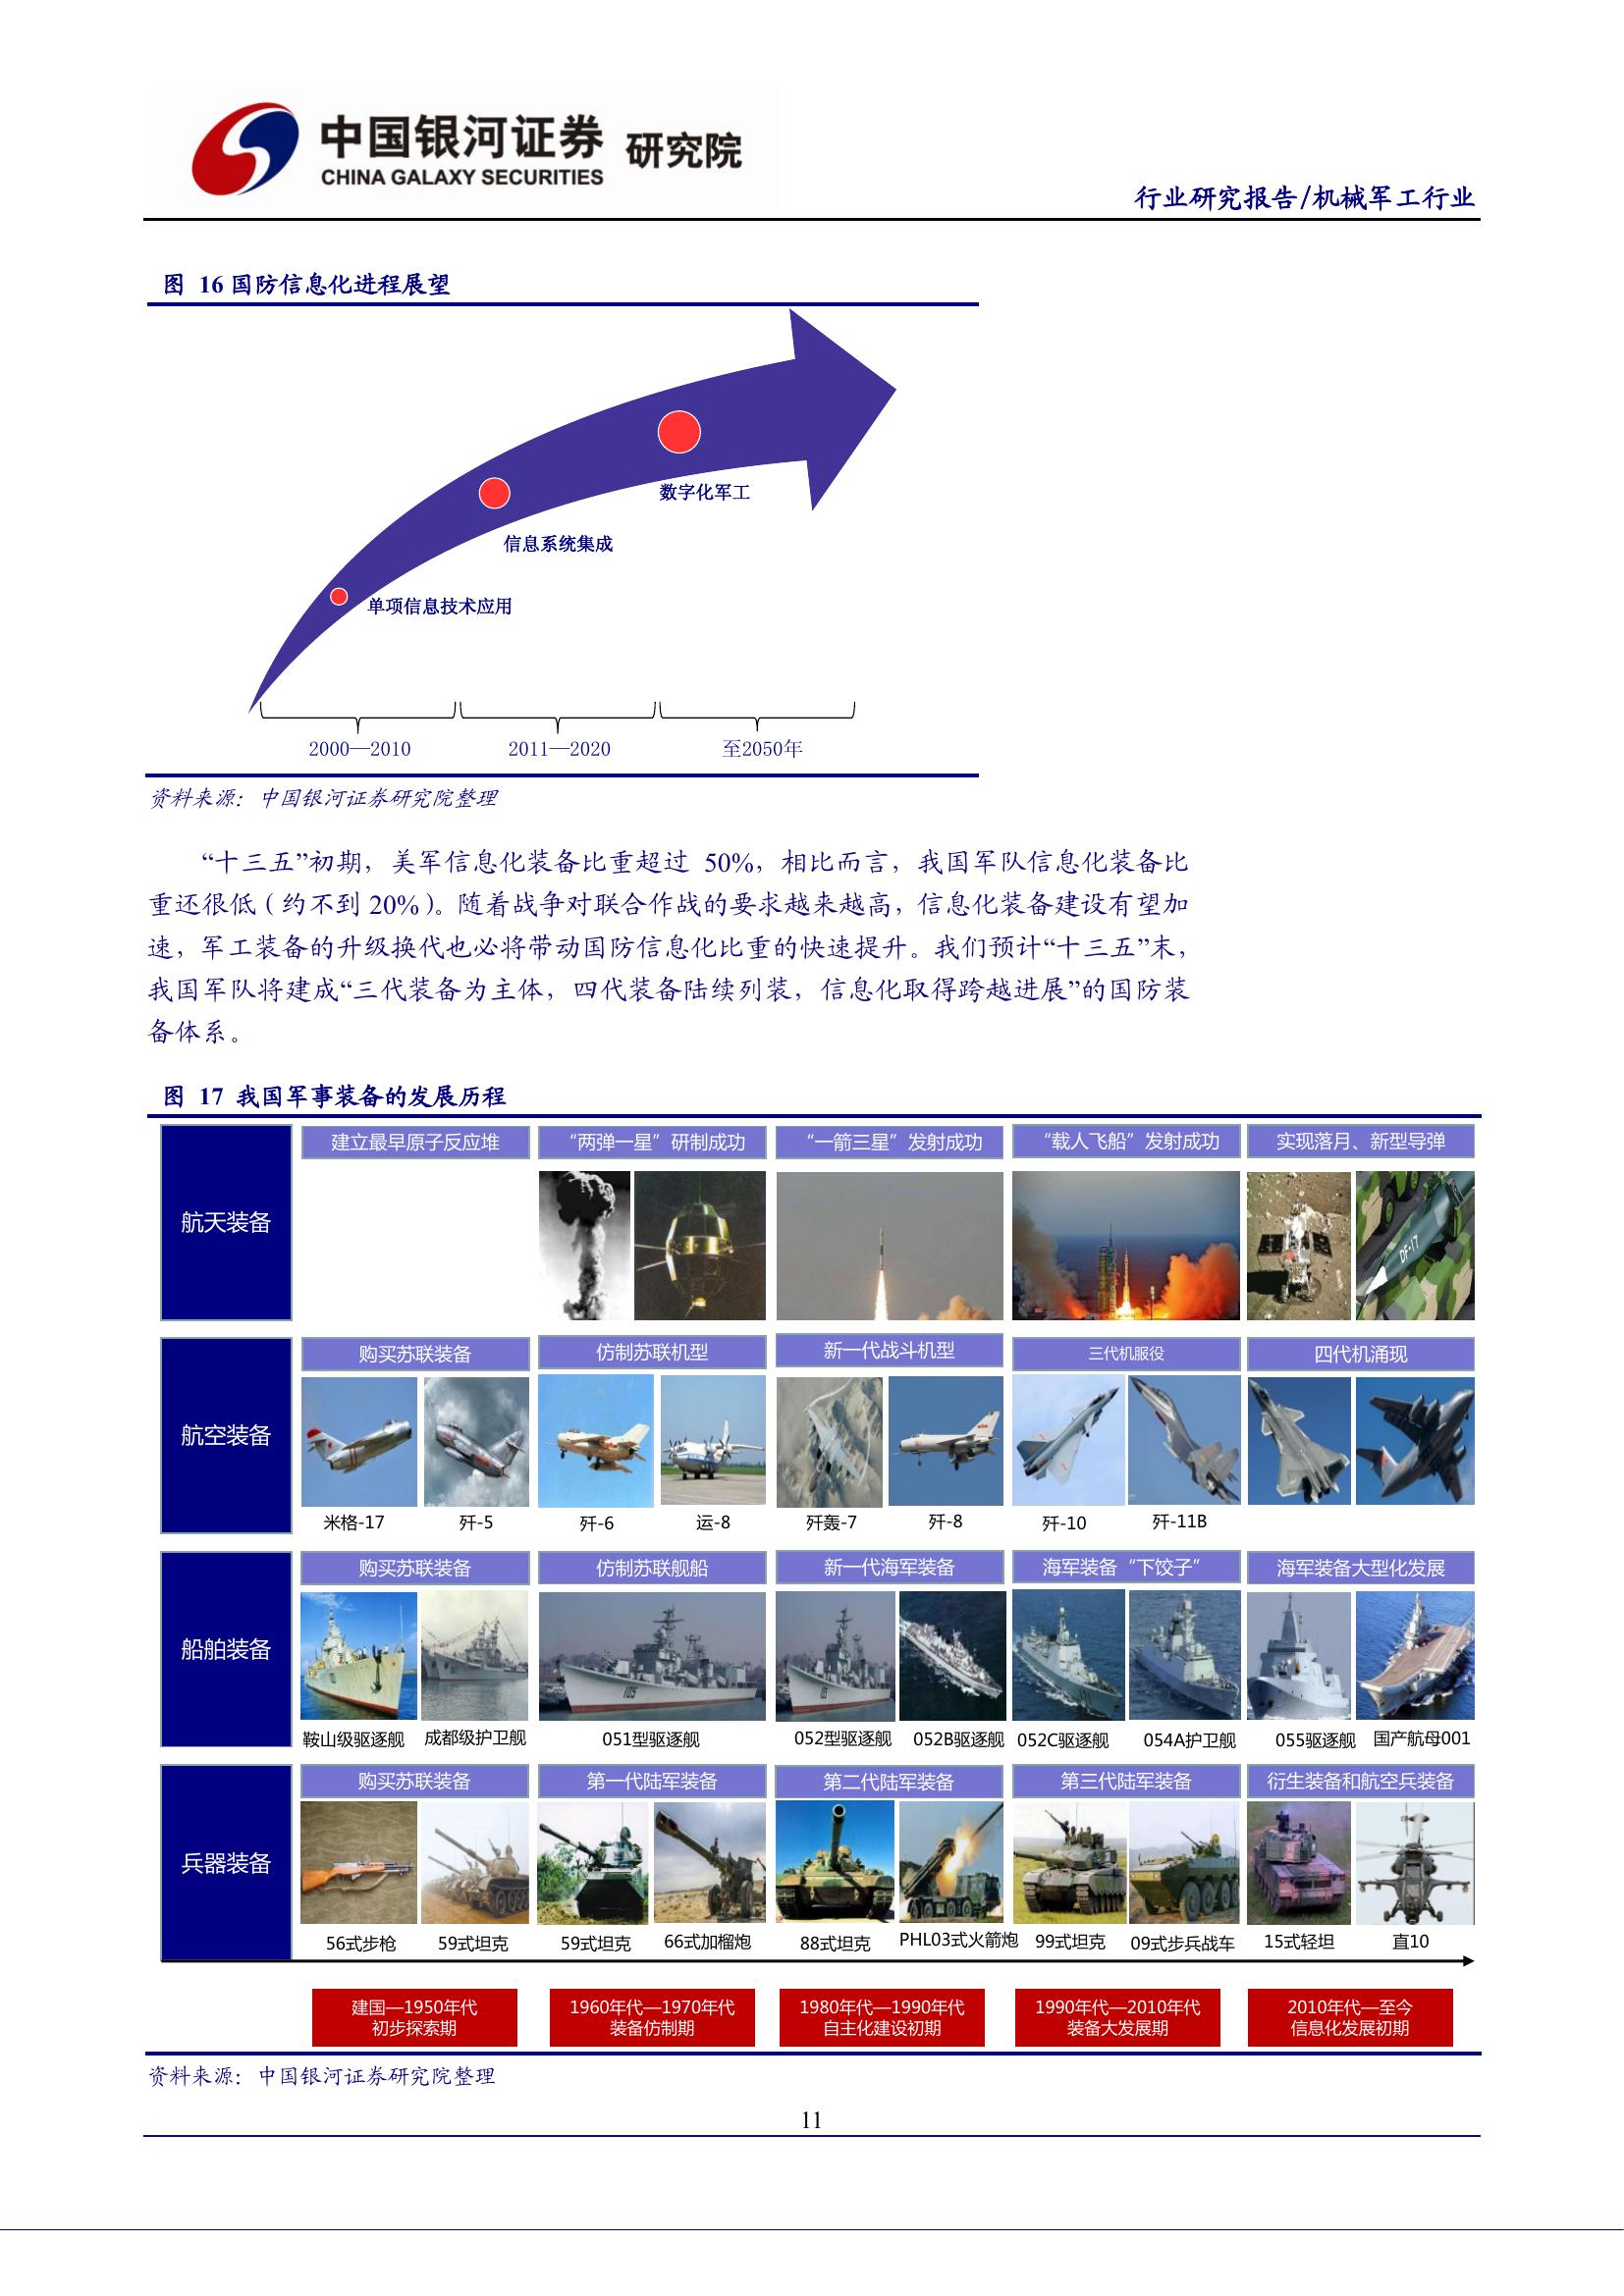 中国银河证券 研究院
CHINA GALAXY SECURITIES
行业研究报告/机械军工行业
图 16 国防信息化进程展望
数字化军工
信息系统集成
单项信息技术应用
2000—2010 2011—2020 至2050年
资料来源：中国银河证券研究院整理
“十三五”初期，美军信息化装备比重超过 50%，相比而言，我国军队信息化装备比
重还很低（约不到 20%）。随着战争对联合作战的要求越来越高，信息化装备建设有望加
速，军工装备的升级换代也必将带动国防信息化比重的快速提升。我们预计“十三五”末，
我国军队将建成“三代装备为主体，四代装备陆续列装，信息化取得跨越进展”的国防装
备体系。
图 17 我国军事装备的发展历程
航天装备
建立最早原子反应堆 “两弹一星”研制成功 “一箭三星”发射成功 “载人飞船”发射成功 实现落月、新型导弹
DF-17
航空装备
购买苏联装备 仿制苏联机型 新一代战斗机型 三代机服役 四代机涌现
米格-17 歼-5 歼-6 运-8 歼轰-7 歼-8 歼-10 歼-11B
船舶装备
购买苏联装备 仿制苏联舰船 新一代海军装备 海军装备“下饺子” 海军装备大型化发展
105
鞍山级驱逐舰 成都级护卫舰 051型驱逐舰 052型驱逐舰 052B驱逐舰 052C驱逐舰 054A护卫舰 055驱逐舰 国产航母001
兵器装备
购买苏联装备 第一代陆军装备 第二代陆军装备 第三代陆军装备 衍生装备和航空兵装备
56式步枪 59式坦克 59式坦克 66式加榴炮 88式坦克 PHL03式火箭炮 99式坦克 09式步兵战车 15式轻坦 直10
建国—1950年代 1960年代—1970年代 1980年代—1990年代 1990年代—2010年代 2010年代—至今
初步探索期 装备仿制期 自主化建设初期 装备大发展期 信息化发展初期
资料来源：中国银河证券研究院整理
11